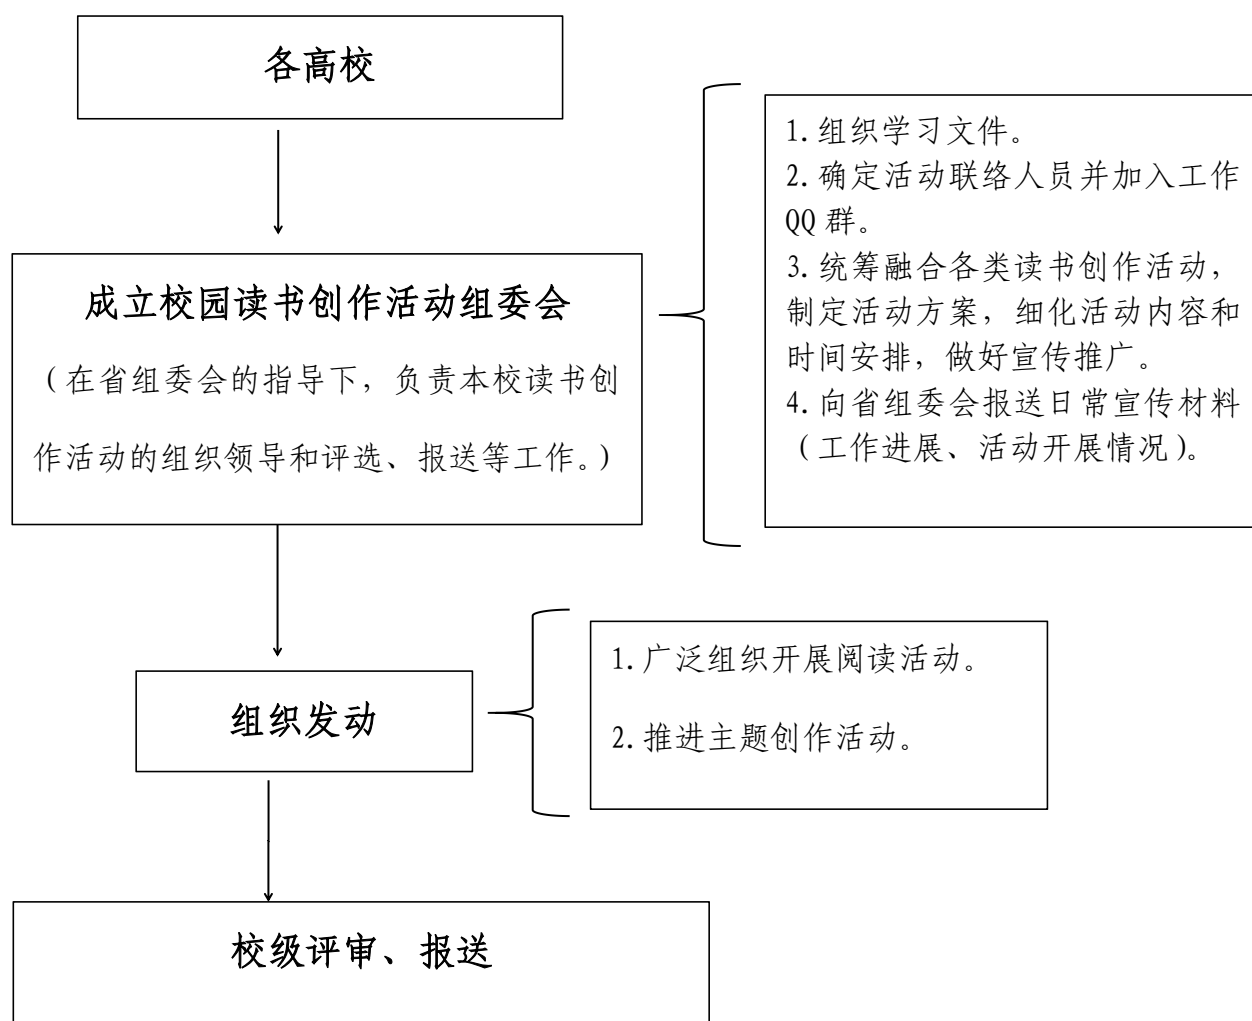 各高校
成立校园读书创作活动组委会
（在省组委会的指导下，负责本校读书创
作活动的组织领导和评选、报送等工作。）
1.组织学习文件。
2.确定活动联络人员并加入工作
QQ 群。
3.统筹融合各类读书创作活动，
制定活动方案，细化活动内容和
时间安排，做好宣传推广。
4.向省组委会报送日常宣传材料
（工作进展、活动开展情况）。
组织发动
1.广泛组织开展阅读活动。
2.推进主题创作活动。
校级评审、报送